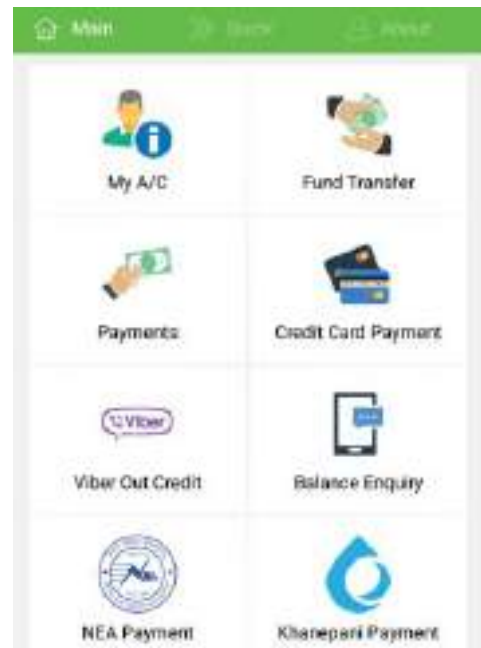 Main
My A/C
Fund Transfer
Payments
Credit Card Payment
Viber
Viber Out Credit
Balance Enquiry
NEA Payment
Khanepani Payment